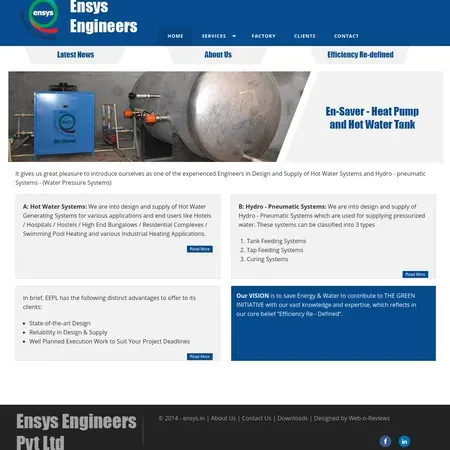 ensys
Ensys
Engineers
HOME SERVICES FACTORY CLIENTS CONTACT
Latest News About Us Efficiency Re-defined
En-Saver
En-Saver - Heat Pump
and Hot Water Tank
It gives us great pleasure to introduce ourselves as one of the experienced Engineers in Design and Supply of Hot Water Systems and Hydro - pneumatic
Systems - (Water Pressure Systems)
A: Hot Water Systems: We are into design and supply of Hot Water
Generating Systems for various applications and end users like Hotels
/ Hospitals / Hostels / High End Bungalows / Residential Complexes /
Swimming Pool Heating and various Industrial Heating Applications.
Read More
B: Hydro - Pneumatic Systems: We are into design and supply of
Hydro - Pneumatic Systems which are used for supplying pressurized
water. These systems can be classified into 3 types
1. Tank Feeding Systems
2. Tap Feeding Systems
3. Curing Systems
Read More
In brief, EEPL has the following distinct advantages to offer to its
clients:
State-of-the-art Design
Reliability in Design & Supply
Well Planned Execution Work to Suit Your Project Deadlines
Read More
Our VISION is to save Energy & Water to contribute to THE GREEN
INITIATIVE with our vast knowledge and expertise, which reflects in
our core belief "Efficiency Re - Defined".
Ensys Engineers
Pvt Ltd
© 2014 - ensys.in | About Us | Contact Us | Downloads | Designed by Web-o-Reviews